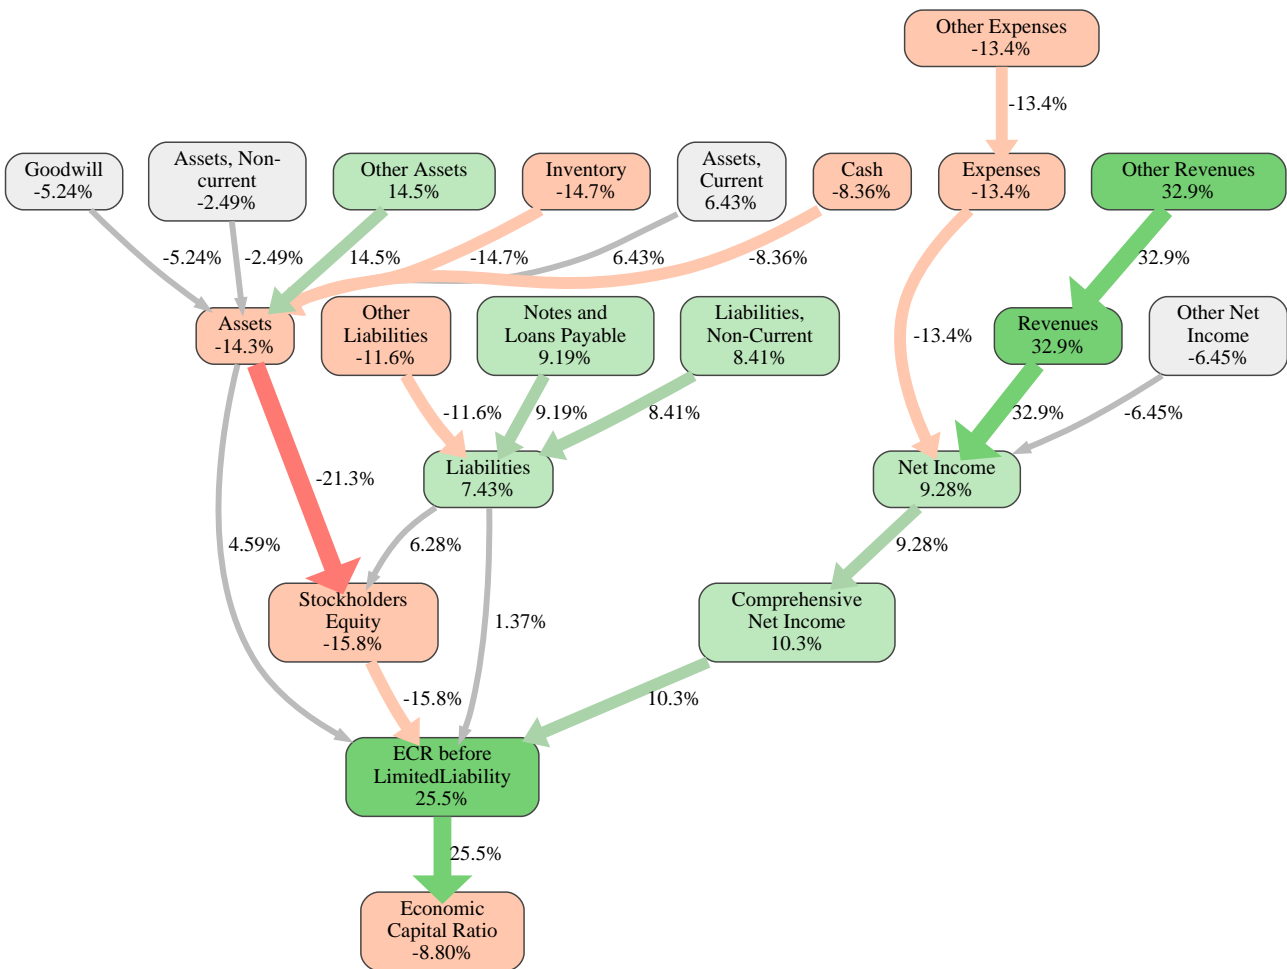 Other Expenses
-13.4%
-13.4%
Goodwill
-5.24%
Assets, Non-
current
-2.49%
Other Assets
14.5%
Inventory
-14.7%
Assets,
Current
6.43%
Cash
-8.36%
Expenses
-13.4%
Other Revenues
32.9%
-5.24%
-2.49%
14.5%
-14.7%
6.43%
-8.36%
32.9%
Assets
-14.3%
Other
Liabilities
-11.6%
Notes and
Loans Payable
9.19%
Liabilities,
Non-Current
8.41%
-13.4%
Revenues
32.9%
Other Net
Income
-6.45%
-11.6%
9.19%
8.41%
32.9%
-6.45%
-21.3%
Liabilities
7.43%
Net Income
9.28%
4.59%
6.28%
9.28%
Stockholders
Equity
-15.8%
1.37%
Comprehensive
Net Income
10.3%
-15.8%
10.3%
ECR before
LimitedLiability
25.5%
25.5%
Economic
Capital Ratio
-8.80%